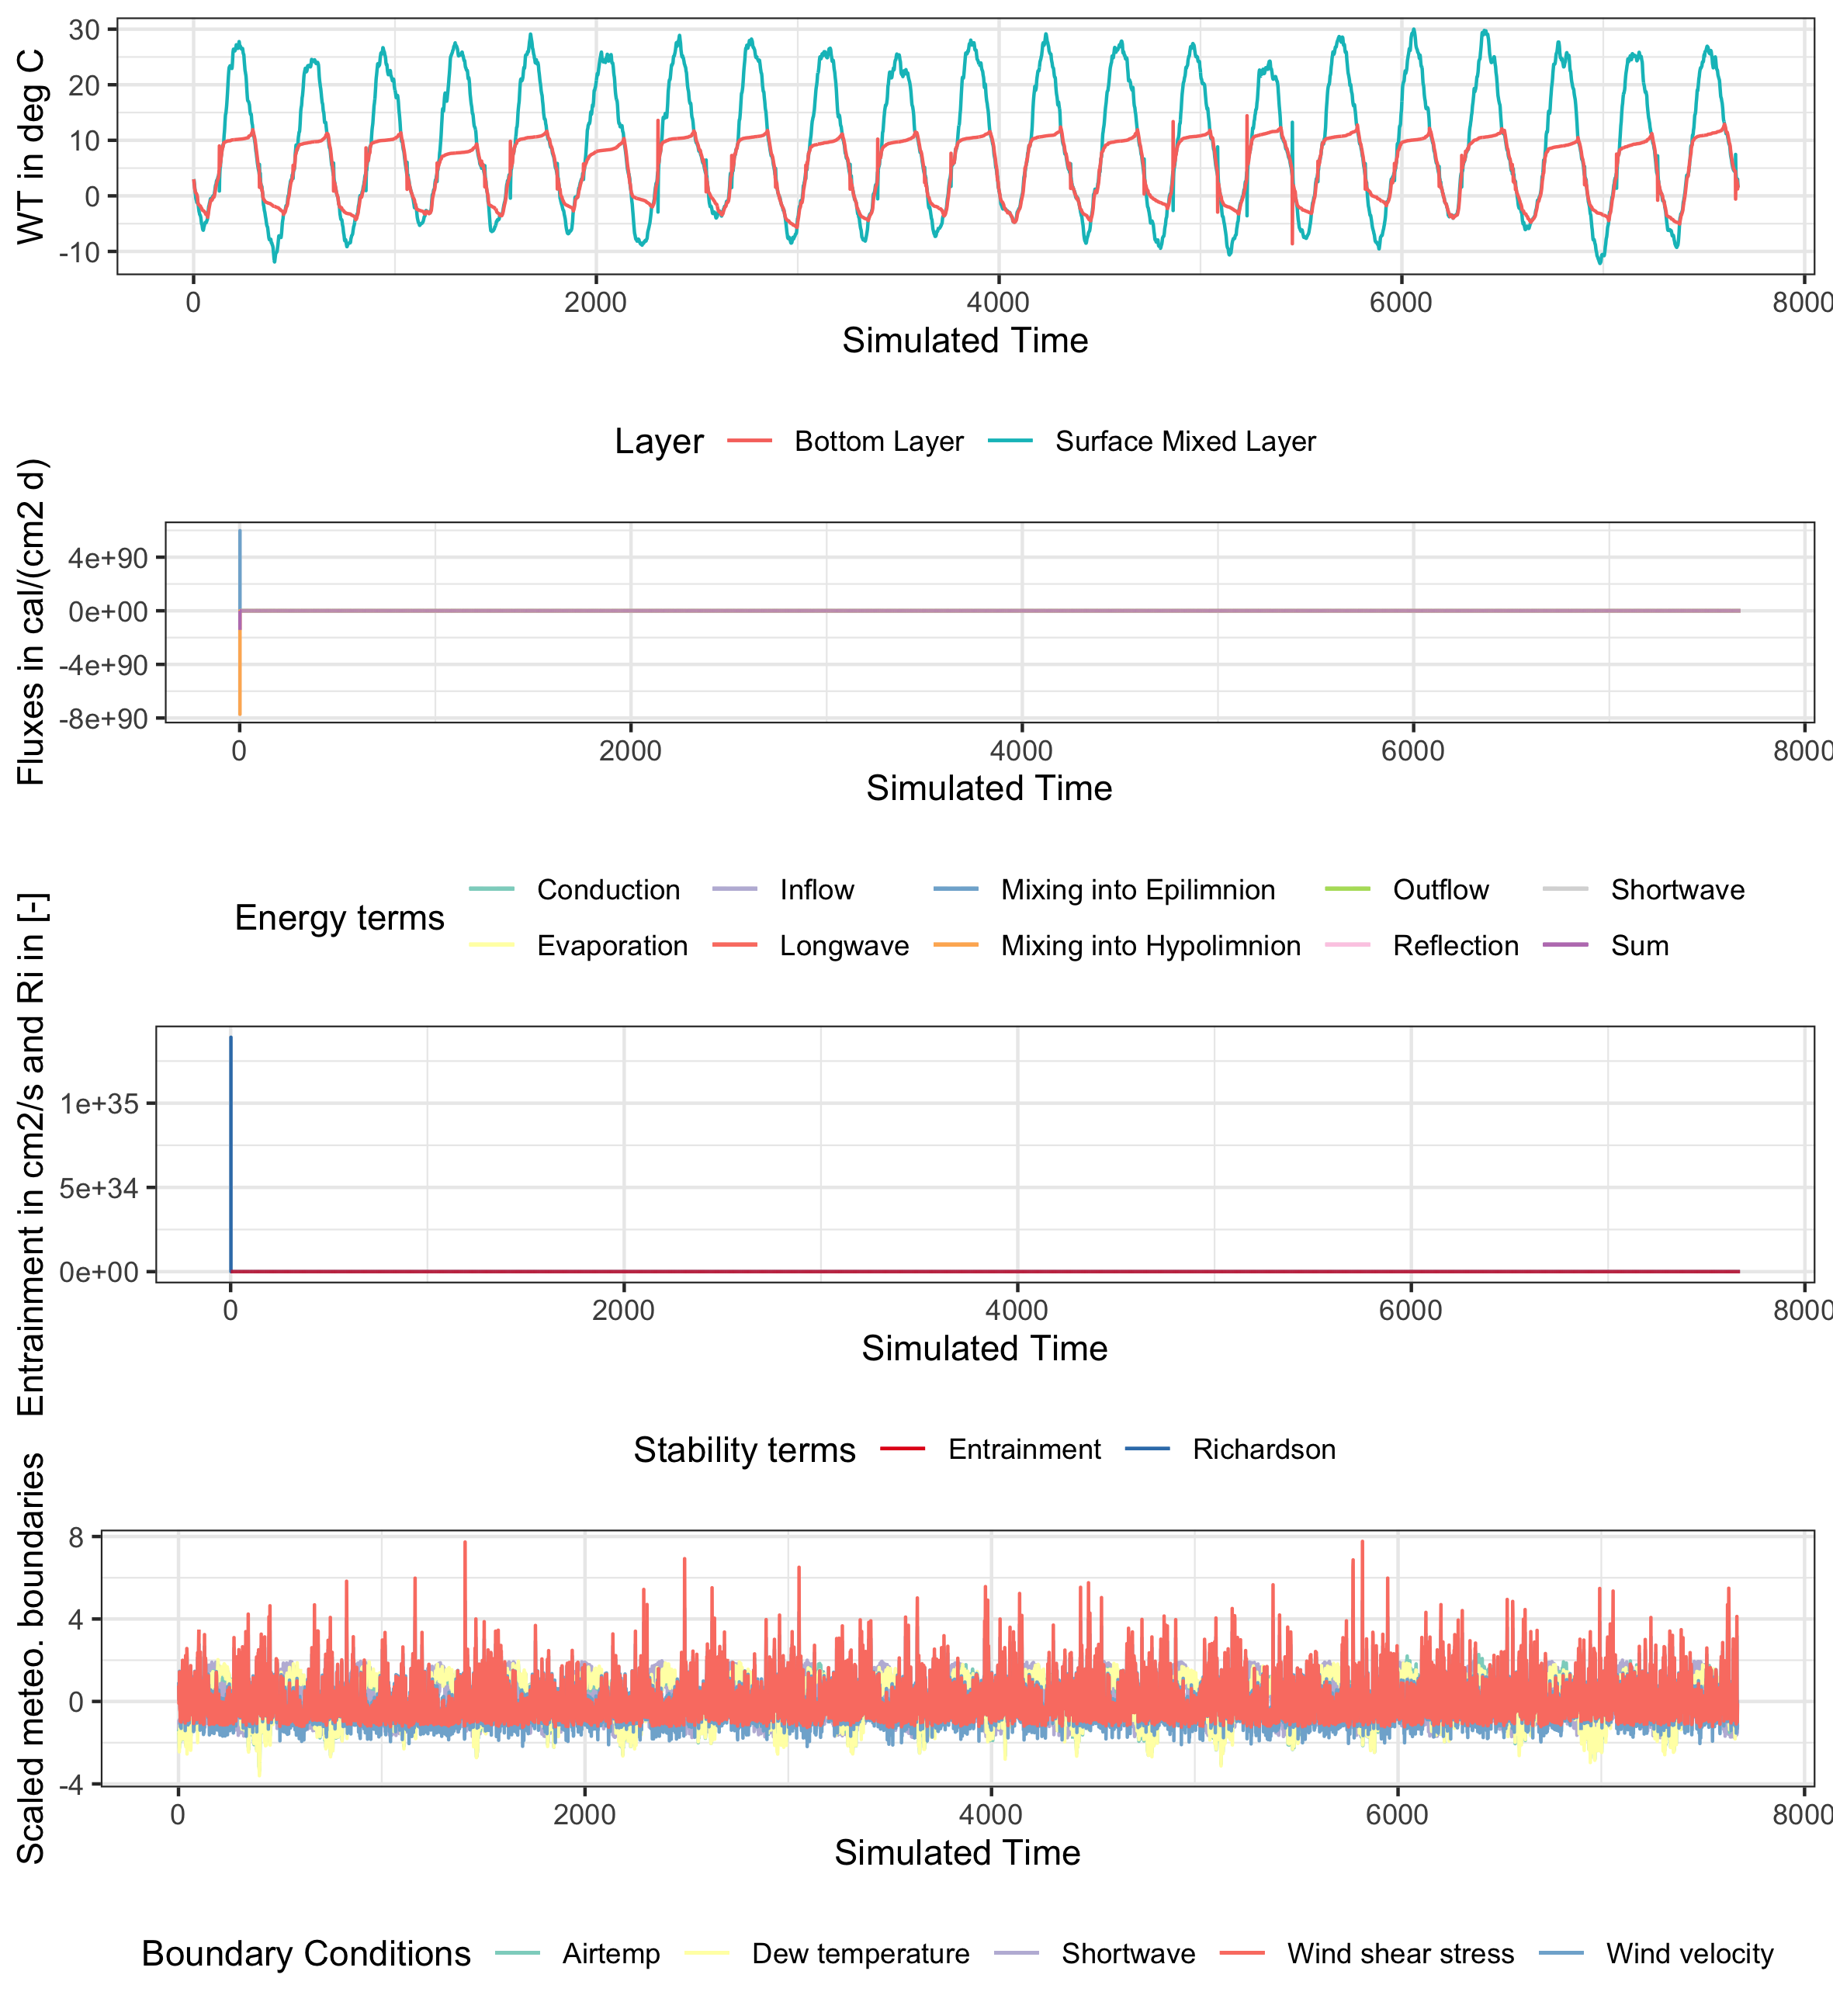 WT in deg C
30
20
10
0
-10
0 2000 4000 6000 8000
Simulated Time
Layer Bottom Layer Surface Mixed Layer
Fluxes in cal/(cm2 d)
4e+90
0e+00
-4e+90
-8e+90
0 2000 4000 6000 8000
Simulated Time
Energy terms
Conduction Inflow Mixing into Epilimnion Outflow Shortwave
Evaporation Longwave Mixing into Hypolimnion Reflection Sum
Entrainment in cm2/s and Ri in [-]
1e+35
5e+34
0e+00
0 2000 4000 6000 8000
Simulated Time
Stability terms Entrainment Richardson
Scaled meteo. boundaries
8
4
0
-4
0 2000 4000 6000 8000
Simulated Time
Boundary Conditions Airtemp Dew temperature Shortwave Wind shear stress Wind velocity